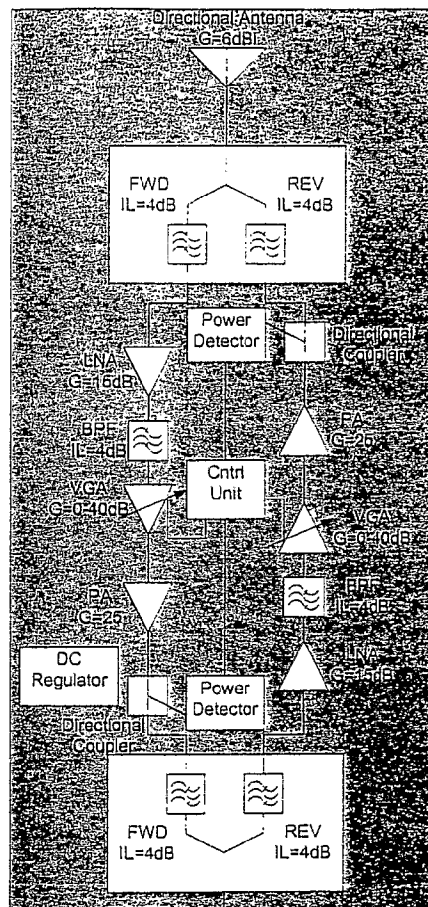 Directional Antenna
G=6dBi
FWD
IL=4dB
REV
IL=4dB
Power
Detector
Directional
Coupler
LNA
G=15dB
BPF
IL=4dB
Cntrl
Unit
PA
G=25
VGA
G=0-40dB
VGA
G=0-40dB
PA
G=25
BPF
IL=4dB
DC
Regulator
LNA
G=15dB
Power
Detector
Directional
Coupler
FWD
IL=4dB
REV
IL=4dB